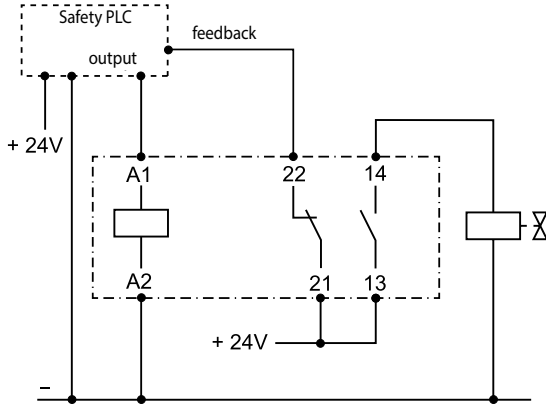 Safety PLC
feedback
output
+ 24V
A1
22
14
A2
21
13
+ 24V
–